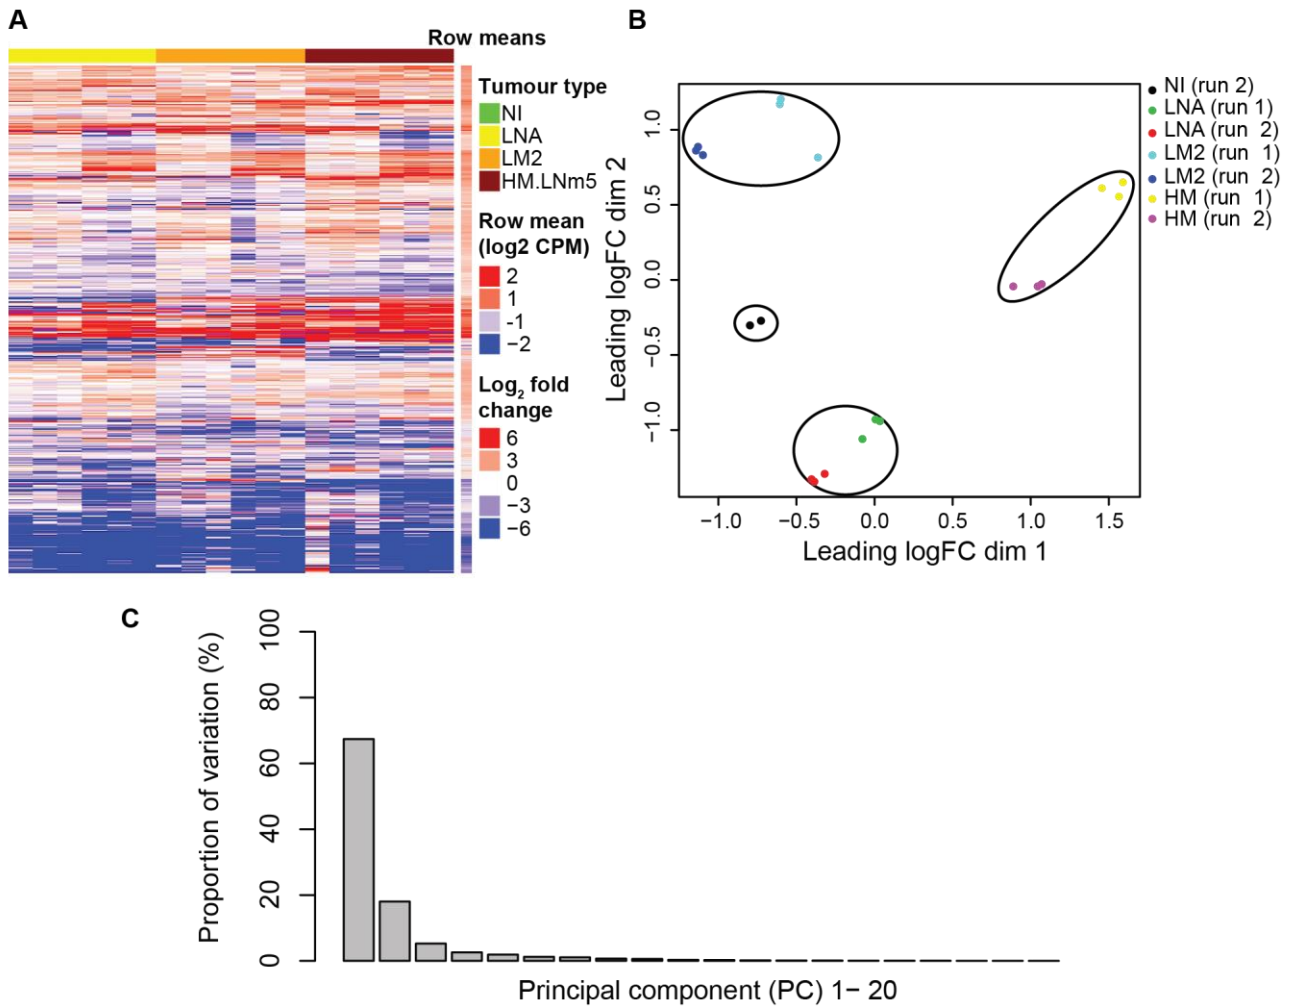 A
Row means
Tumour type
NI
LNA
LM2
HM.LNm5
Row mean
(log2 CPM)
2
1
-1
−2
Log2 fold
change
6
3
0
−3
−6
B
Leading logFC dim 2
1.0
0.5
0.0
−0.5
−1.0
−1.0
−0.5
0.0
0.5
1.0
1.5
Leading logFC dim 1
NI (run 2)
LNA (run 1)
LNA (run 2)
LM2 (run 1)
LM2 (run 2)
HM (run 1)
HM (run 2)
C
Proportion of variation (%)
100
80
60
40
20
0
Principal component (PC) 1− 20